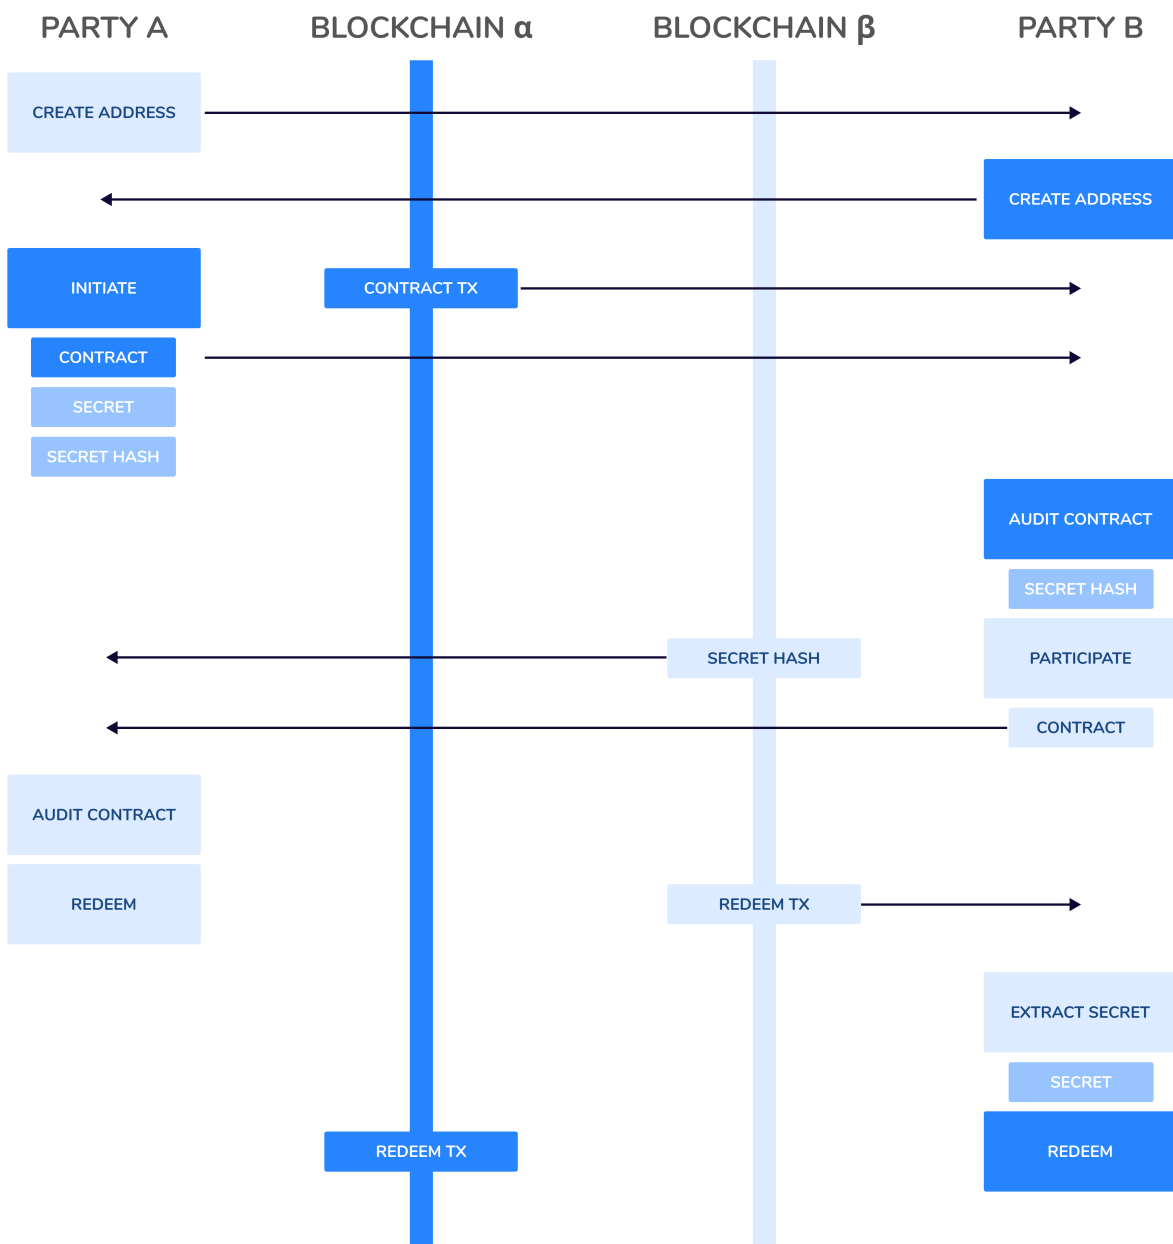 PARTY A
BLOCKCHAIN α
BLOCKCHAIN β
PARTY B
CREATE ADDRESS
CREATE ADDRESS
INITIATE
CONTRACT TX
CONTRACT
SECRET
SECRET HASH
AUDIT CONTRACT
SECRET HASH
SECRET HASH
PARTICIPATE
CONTRACT
AUDIT CONTRACT
REDEEM
REDEEM TX
EXTRACT SECRET
SECRET
REDEEM TX
REDEEM